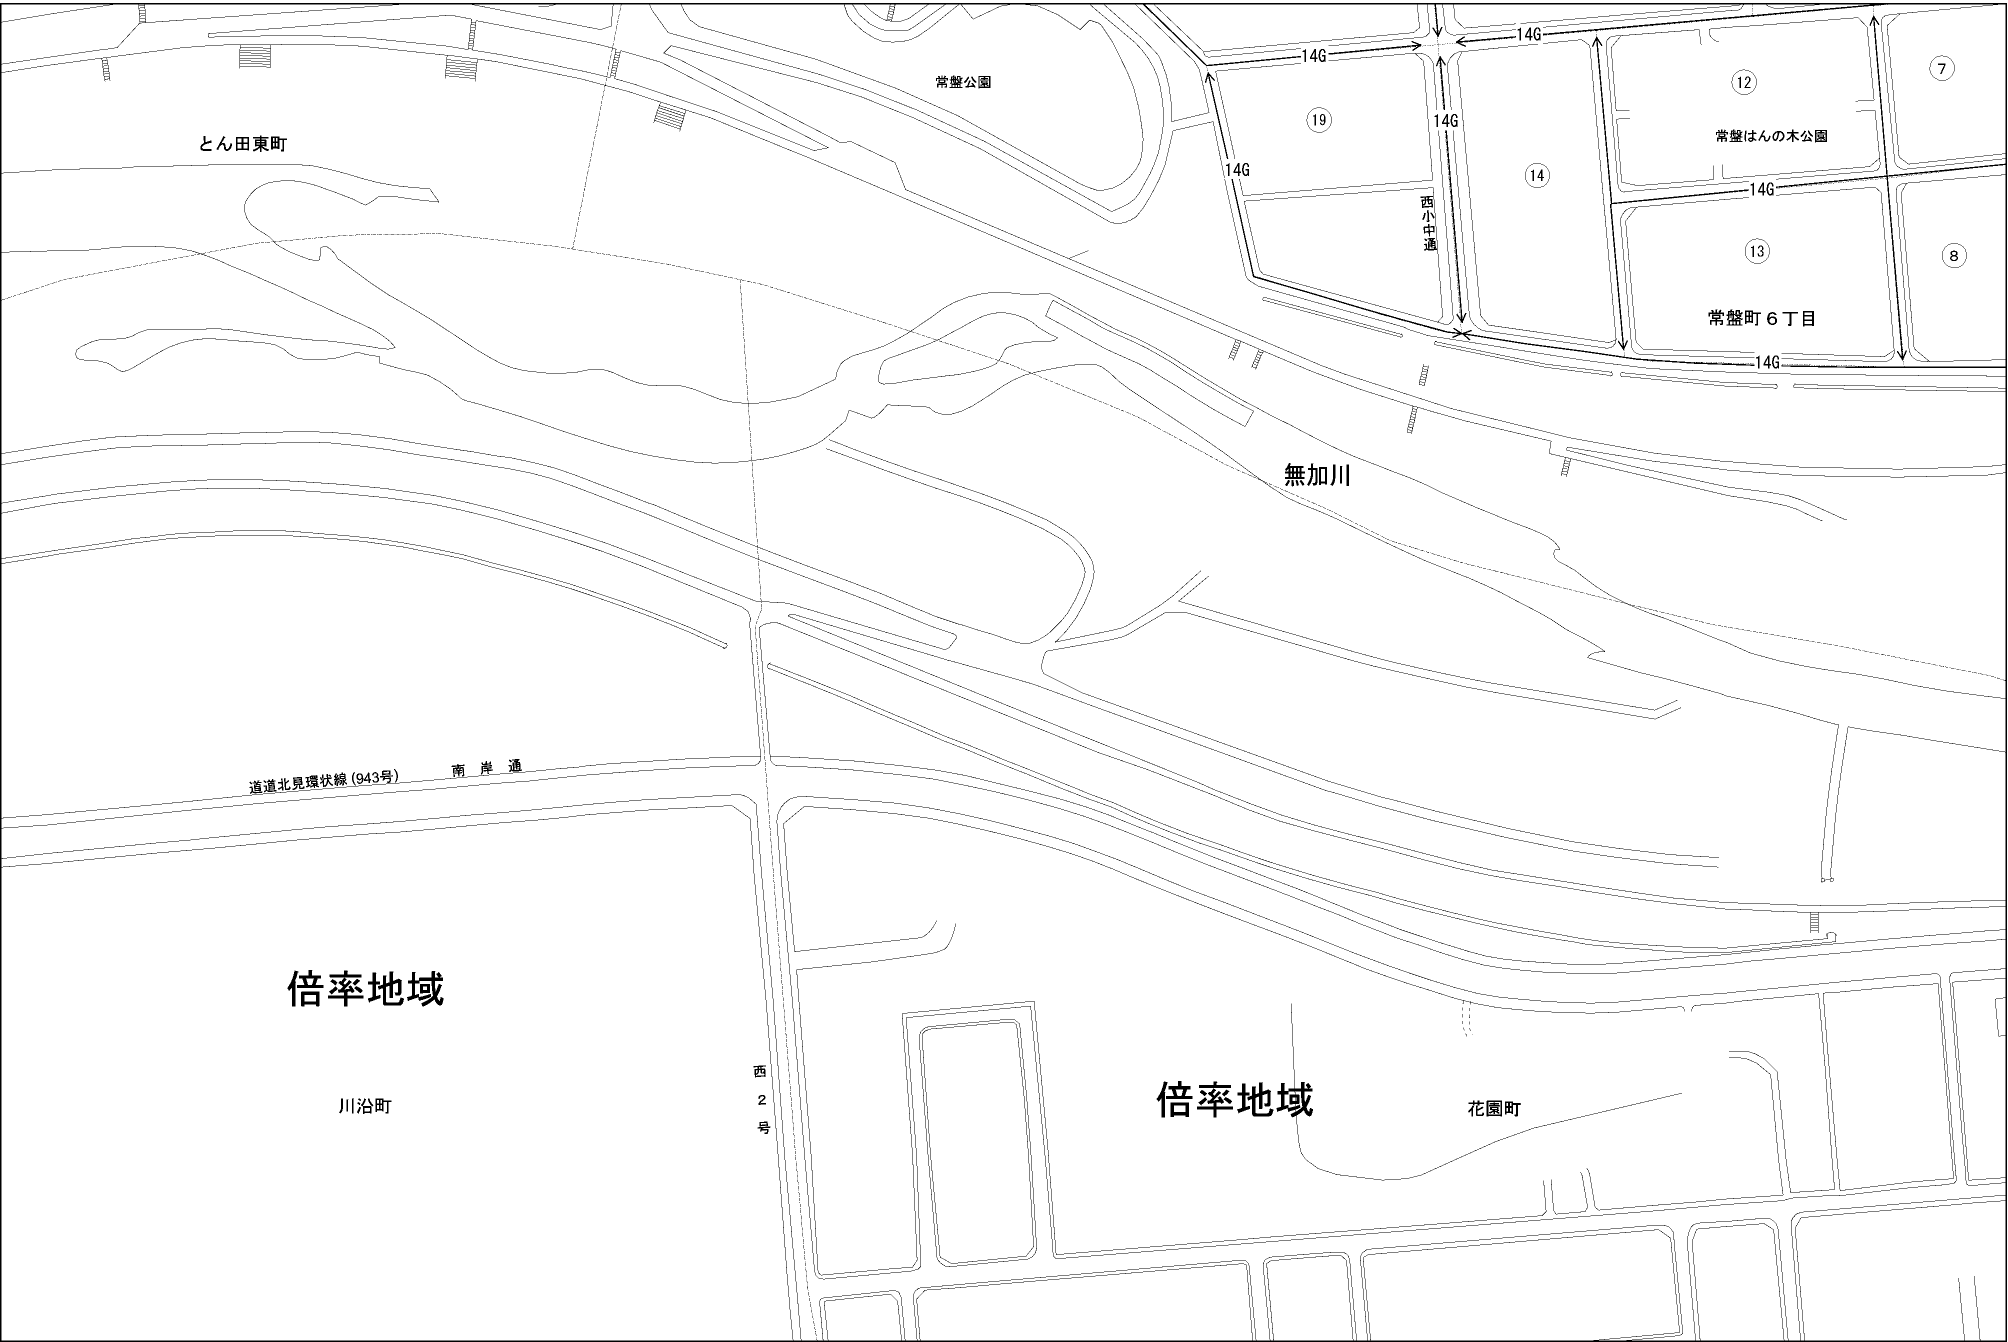 14G
14G
常盤公園
⑦
⑫
⑲
14G
常盤はんの木公園
とん田東町
14G
⑭
14G
西小中通
⑬
⑧
常盤町６丁目
14G
無加川
道道北見環状線(943号)
南岸通
倍率地域
西２号
倍率地域
川沿町
花園町